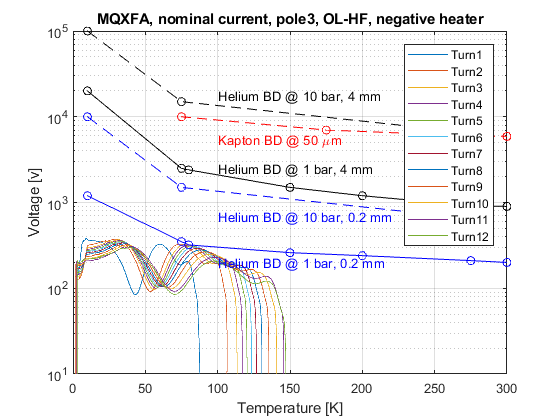 MQXFA, nominal current, pole3, OL-HF, negative heater
Voltage [v]
10^5
10^4
10^3
10^2
10^1
Helium BD @ 10 bar, 4 mm
Kapton BD @ 50 μm
Helium BD @ 1 bar, 4 mm
Helium BD @ 10 bar, 0.2 mm
Helium BD @ 1 bar, 0.2 mm
Turn1
Turn2
Turn3
Turn4
Turn5
Turn6
Turn7
Turn8
Turn9
Turn10
Turn11
Turn12
0 50 100 150 200 250 300
Temperature [K]